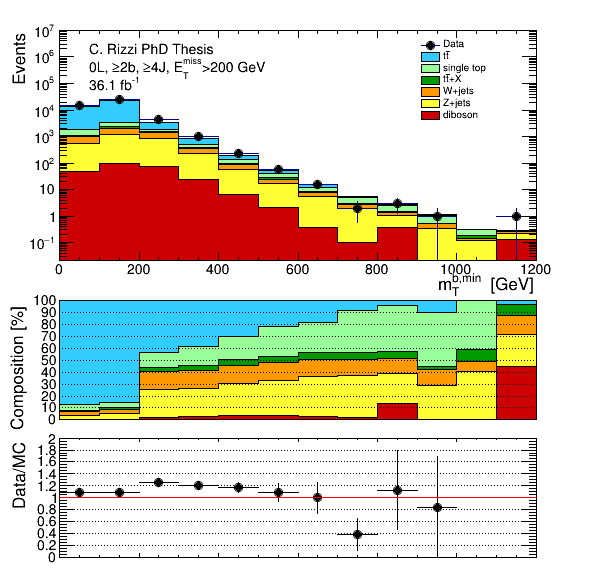 Events
10^7
10^6
10^5
10^4
10^3
10^2
10
1
10^-1
C. Rizzi PhD Thesis
0L, ≥2b, ≥4J, E_T^miss>200 GeV
36.1 fb^-1
Data
tt̄
single top
tt̄+X
W+jets
Z+jets
diboson
0 200 400 600 800 1000 1200
m_T^b,min [GeV]
Composition [%]
100
90
80
70
60
50
40
30
20
10
0
Data/MC
2
1.8
1.6
1.4
1.2
1
0.8
0.6
0.4
0.2
0